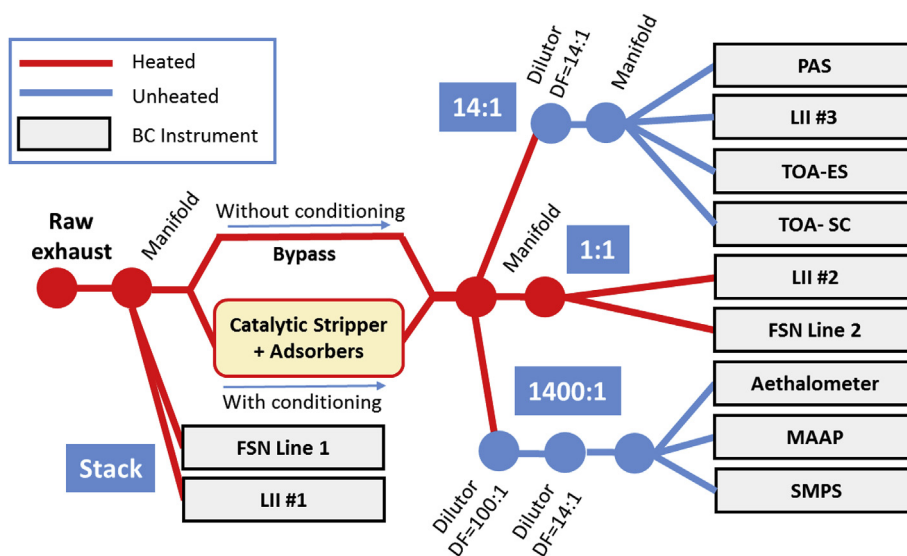 Heated
Unheated
BC Instrument
Raw
exhaust
Manifold
Without conditioning
Bypass
Catalytic Stripper
+ Adsorbers
With conditioning
Stack
FSN Line 1
LII #1
14:1
Dilutor
DF=14:1
Manifold
PAS
LII #3
TOA-ES
TOA- SC
Manifold
1:1
LII #2
FSN Line 2
1400:1
Dilutor
DF=100:1
Dilutor
DF=14:1
Aethalometer
MAAP
SMPS